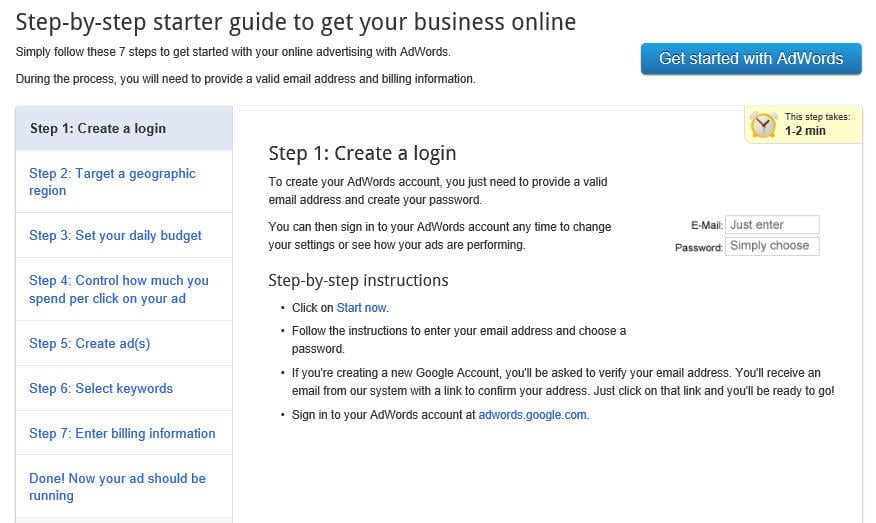 Step-by-step starter guide to get your business online
Simply follow these 7 steps to get started with your online advertising with AdWords.
Get started with AdWords
During the process, you will need to provide a valid email address and billing information.
Step 1: Create a login
Step 2: Target a geographic
region
Step 3: Set your daily budget
Step 4: Control how much you
spend per click on your ad
Step 5: Create ad(s)
Step 6: Select keywords
Step 7: Enter billing information
Done! Now your ad should be
running
This step takes:
1-2 min
Step 1: Create a login
To create your AdWords account, you just need to provide a valid
email address and create your password.
You can then sign in to your AdWords account any time to change
your settings or see how your ads are performing.
E-Mail: Just enter
Password: Simply choose
Step-by-step instructions
• Click on Start now.
• Follow the instructions to enter your email address and choose a
password.
• If you're creating a new Google Account, you'll be asked to verify your email address. You'll receive an
email from our system with a link to confirm your address. Just click on that link and you'll be ready to go!
• Sign in to your AdWords account at adwords.google.com.